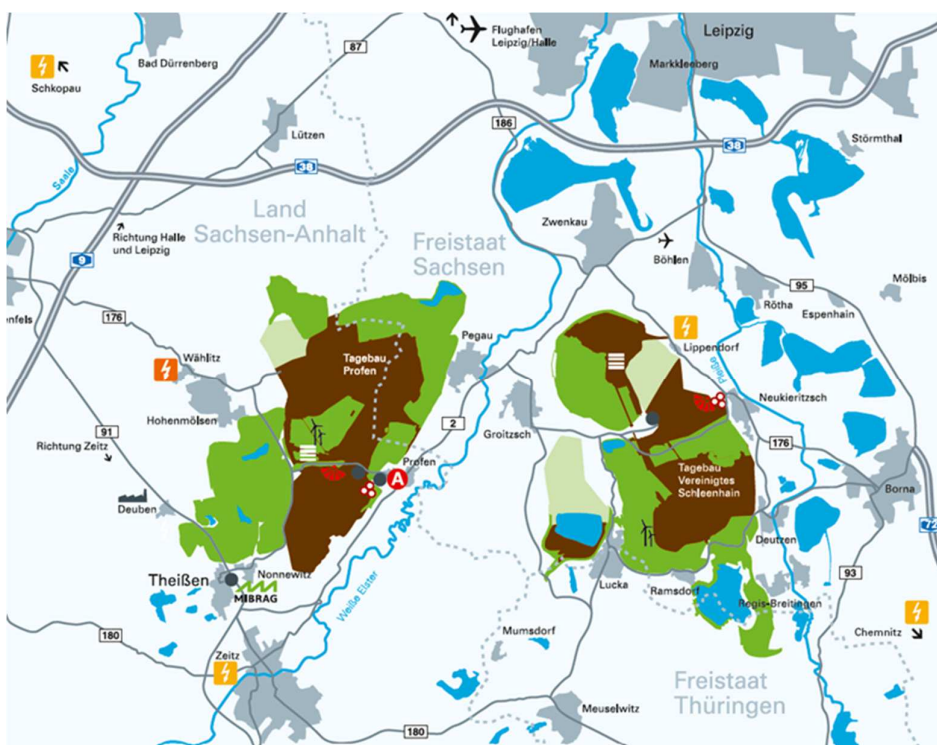 Flughafen
Leipzig/Halle
Leipzig
Markkleeberg
87
Bad Dürrenberg
Schkopau
Lützen
186
38
38
Störmthal
Saale
Land
Sachsen-Anhalt
Zwenkau
Richtung Halle
und Leipzig
Freistaat
Sachsen
Böhlen
9
95
Mölbis
Rötha
Espenhain
enfels
176
Pegau
Lippendorf
Wählitz
Tagebau
Profen
Pleiße
Neukieritzsch
Hohenmölsen
2
Groitzsch
91
176
Richtung Zeitz
Profen
A
Tagebau
Vereinigtes
Schleenhain
Borna
Deuben
72
Deutzen
Theißen
Nonnewitz
MIBRAG
Weiße Elster
Lucka
Ramsdorf
93
Regis-Breitingen
Chemnitz
180
Mumsdorf
Zeitz
Freistaat
Thüringen
Meuselwitz
180